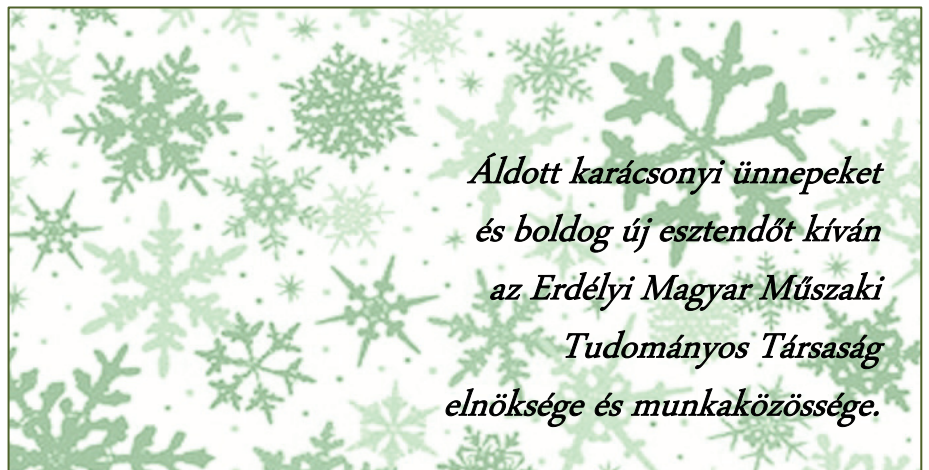 Áldott karácsonyi ünnepeket
és boldog új esztendőt kíván
az Erdélyi Magyar Műszaki
Tudományos Társaság
elnöksége és munkaközössége.